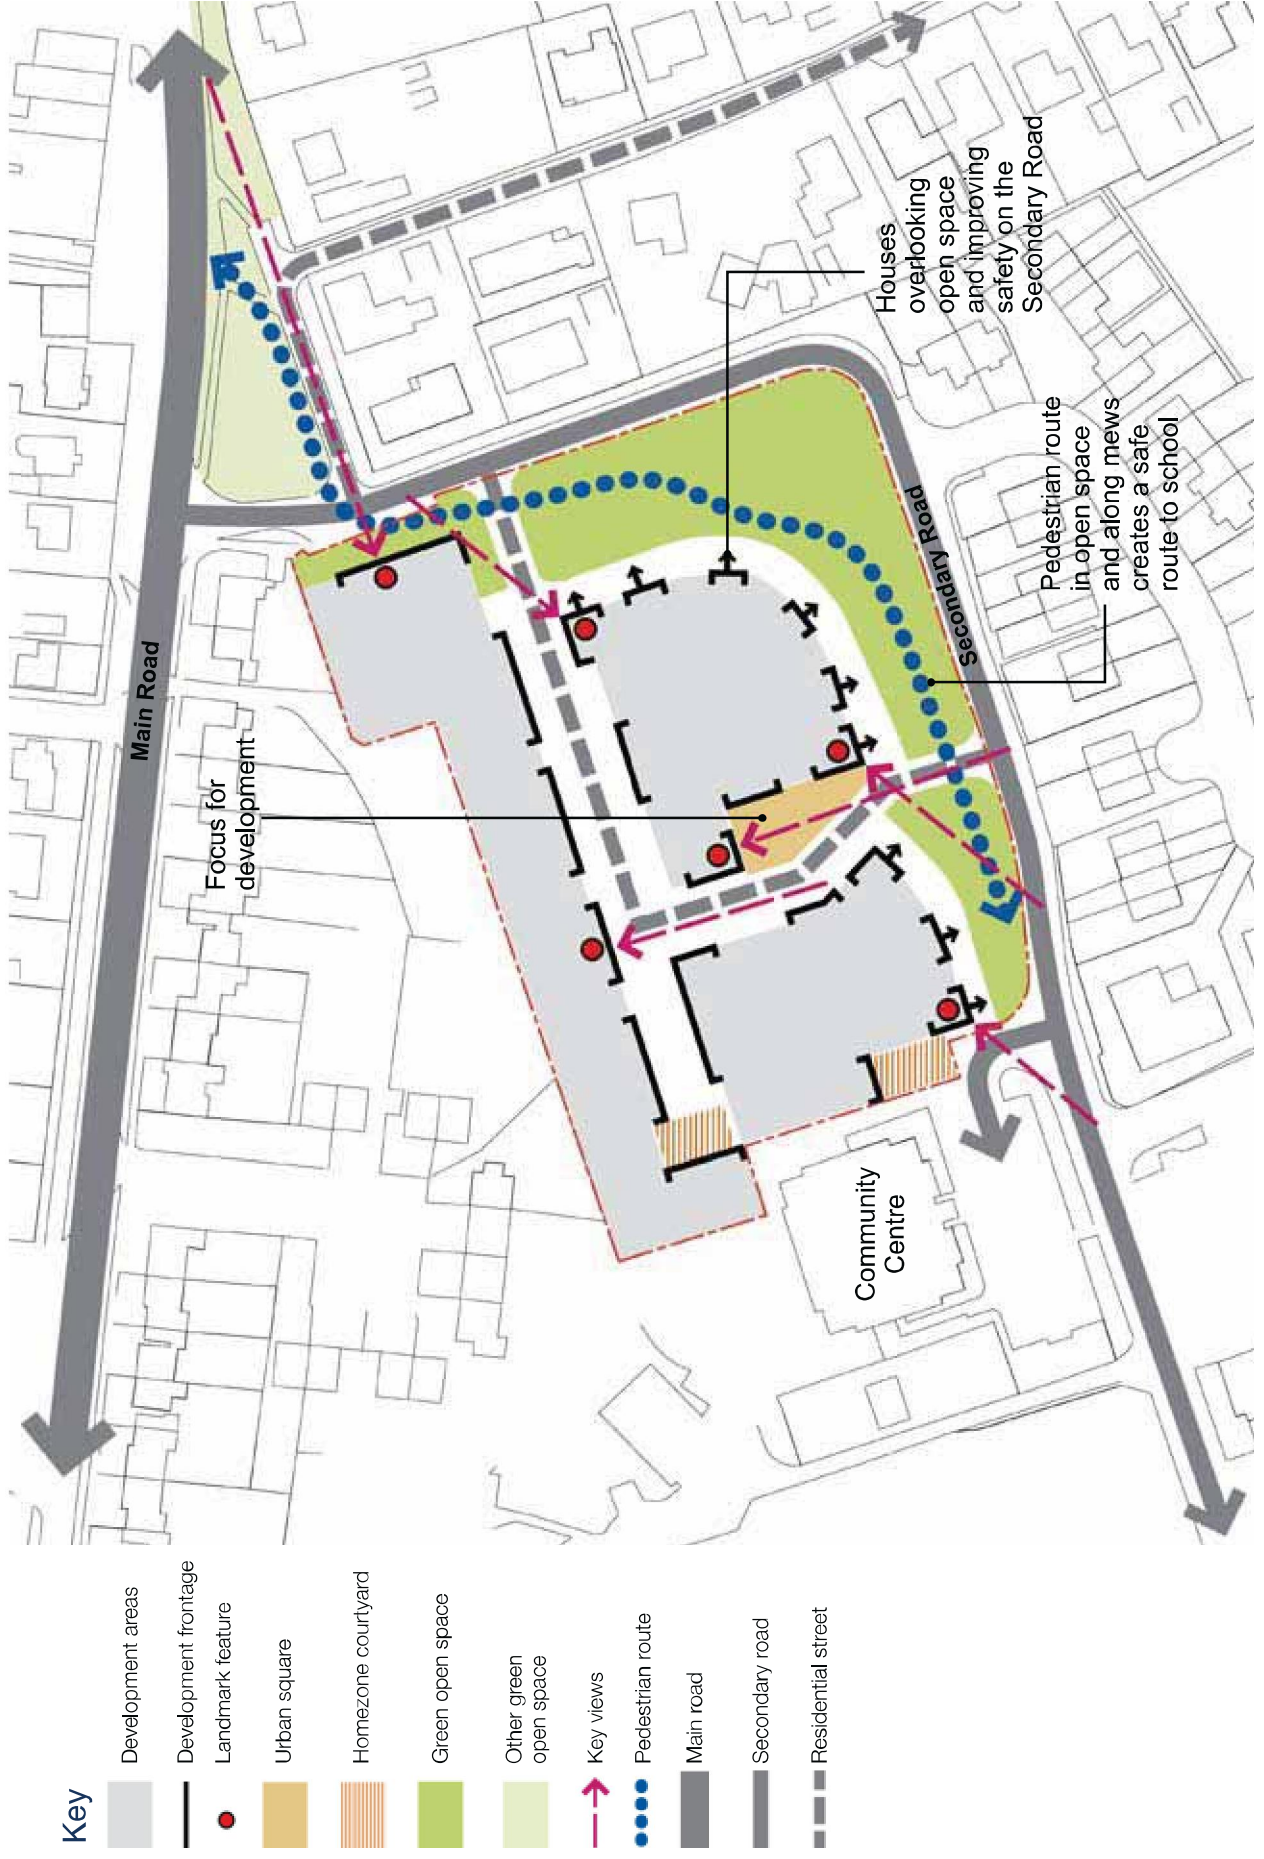 Main Road
Focus for
development
Houses
overlooking
open space
and improving
safety on the
Secondary Road
Secondary Road
Pedestrian route
in open space
and along mews
creates a safe
route to school
Community
Centre
Key
Development areas
Development frontage
Landmark feature
Urban square
Homezone courtyard
Green open space
Other green
open space
Key views
Pedestrian route
Main road
Secondary road
Residential street